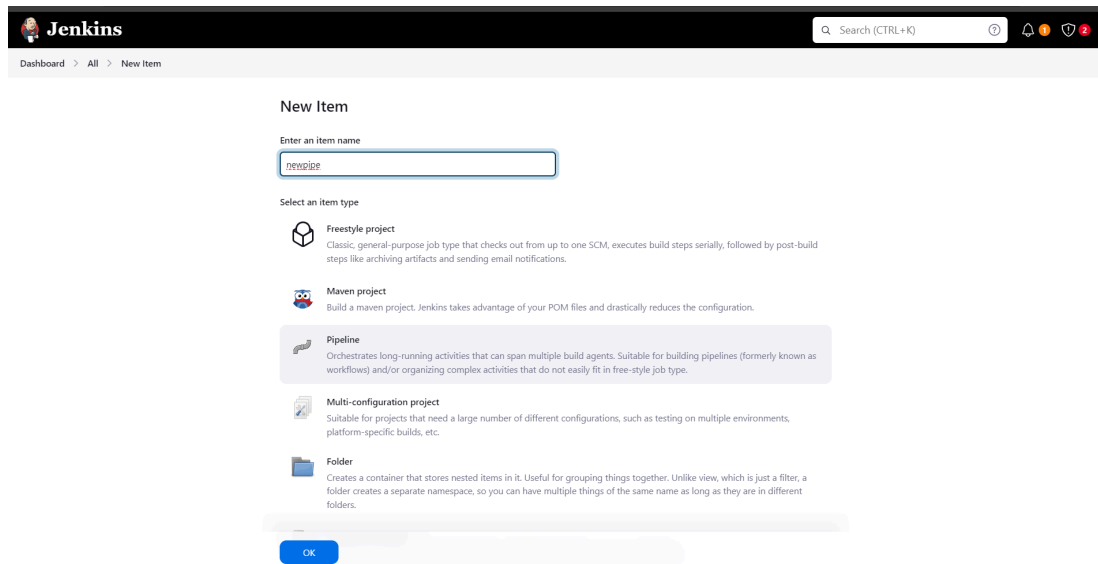 Jenkins
Search (CTRL+K)
?
1
2
Dashboard > All > New Item
New Item
Enter an item name
newpipe
Select an item type
Freestyle project
Classic, general-purpose job type that checks out from up to one SCM, executes build steps serially, followed by post-build
steps like archiving artifacts and sending email notifications.
Maven project
Build a maven project. Jenkins takes advantage of your POM files and drastically reduces the configuration.
Pipeline
Orchestrates long-running activities that can span multiple build agents. Suitable for building pipelines (formerly known as
workflows) and/or organizing complex activities that do not easily fit in free-style job type.
Multi-configuration project
Suitable for projects that need a large number of different configurations, such as testing on multiple environments,
platform-specific builds, etc.
Folder
Creates a container that stores nested items in it. Useful for grouping things together. Unlike view, which is just a filter, a
folder creates a separate namespace, so you can have multiple things of the same name as long as they are in different
folders.
OK